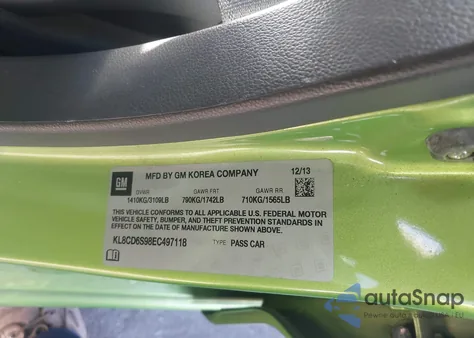 GM
MFD BY GM KOREA COMPANY 12/13
GVWR GAWR FRT GAWR RR
1410KG/3109LB 790KG/1742LB 710KG/1565LB
THIS VEHICLE CONFORMS TO ALL APPLICABLE U.S. FEDERAL MOTOR
VEHICLE SAFETY, BUMPER, AND THEFT PREVENTION STANDARDS IN
EFFECT ON THE DATE OF MANUFACTURE SHOWN ABOVE.
KL8CD6S98EC497118 TYPE: PASS CAR
autoSnap